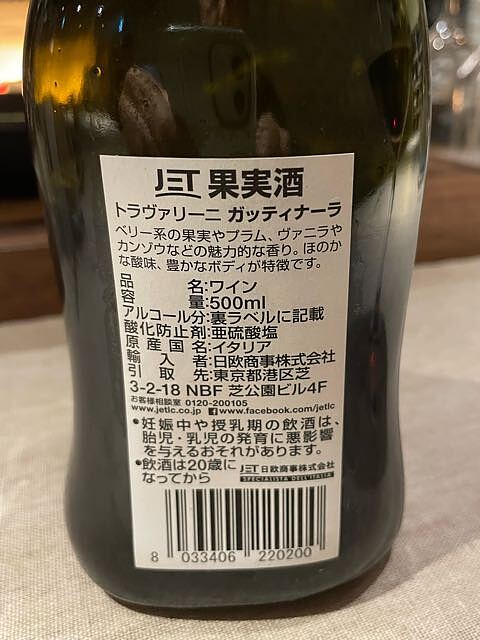 JET 果実酒
トラヴァリーニ ガッティナーラ
ベリー系の果実やプラム、ヴァニラや
カンゾウなどの魅力的な香り。ほのか
な酸味、豊かなボディが特徴です。
品名:ワイン
容量:500ml
アルコール分:裏ラベルに記載
酸化防止剤:亜硫酸塩
原産国名:イタリア
輸入者:日欧商事株式会社
引取先:東京都港区芝
3-2-18 NBF 芝公園ビル4F
お客様相談室 0120-200105
www.jetlc.co.jp f www.facebook.com/jetlc
•妊娠中や授乳期の飲酒は、
胎児・乳児の発育に悪影響
を与えるおそれがあります。
•飲酒は20歳に
なってから
JET 日欧商事株式会社
SPECIALISTA DELL'ITALIA
8 033406 220200